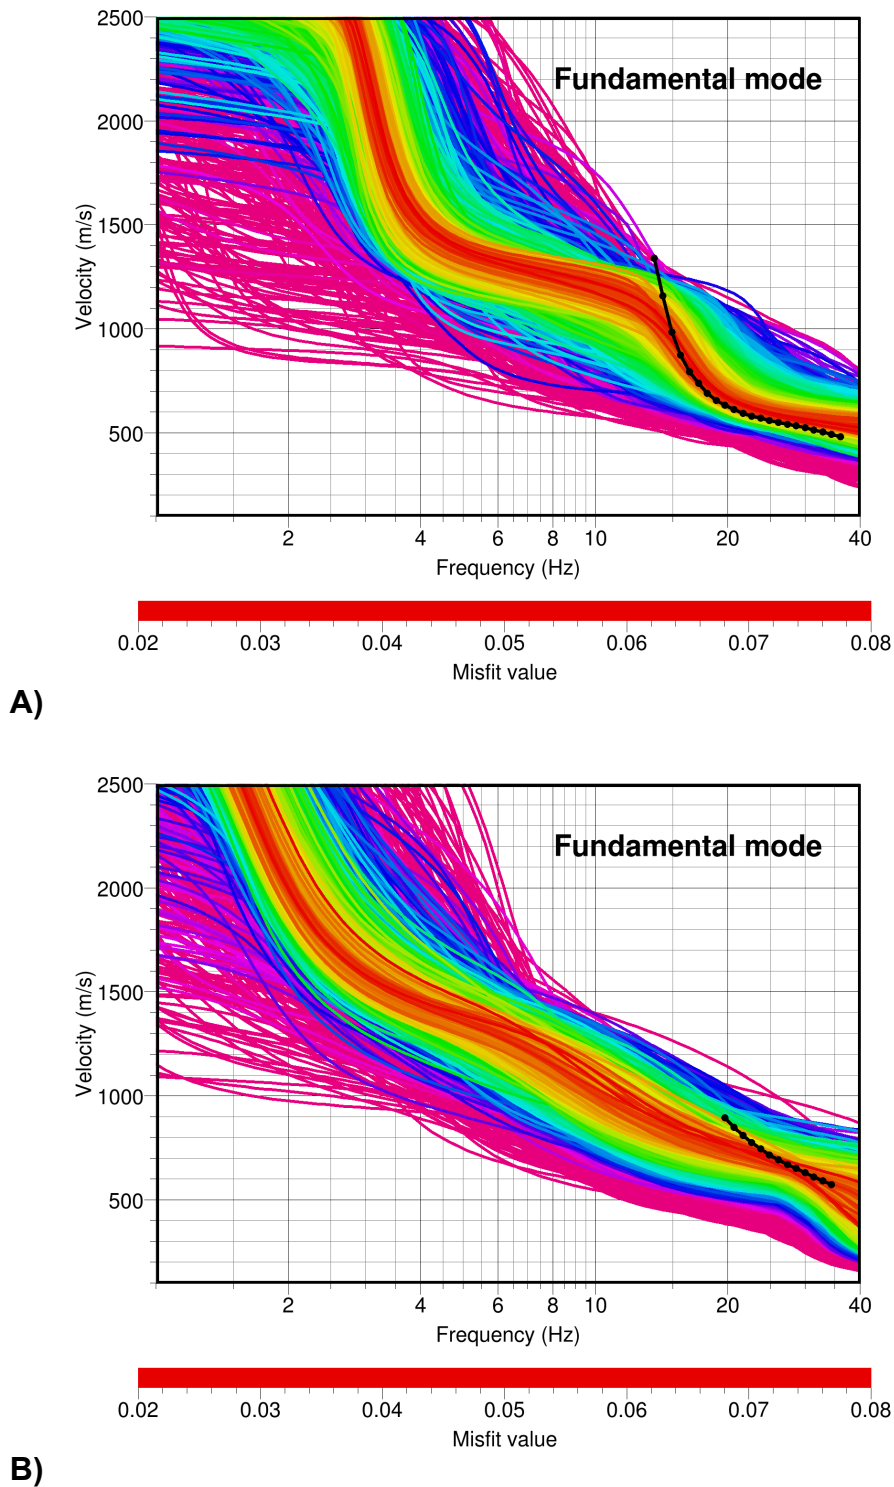 2500
Fundamental mode
2000
1500
1000
500
Velocity (m/s)
2 4 6 8 10 20 40
Frequency (Hz)
0.02 0.03 0.04 0.05 0.06 0.07 0.08
Misfit value
A)
2500
Fundamental mode
2000
1500
1000
500
Velocity (m/s)
2 4 6 8 10 20 40
Frequency (Hz)
0.02 0.03 0.04 0.05 0.06 0.07 0.08
Misfit value
B)